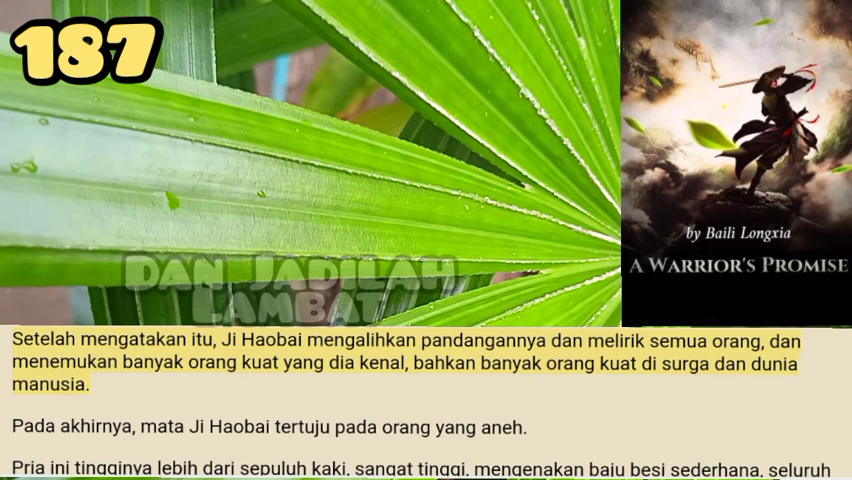 187
DAN JADILAH
LAMBAT
by Baili Longxia
A WARRIOR'S PROMISE
Setelah mengatakan itu, Ji Haobai mengalihkan pandangannya dan melirik semua orang, dan
menemukan banyak orang kuat yang dia kenal, bahkan banyak orang kuat di surga dan dunia
manusia.
Pada akhirnya, mata Ji Haobai tertuju pada orang yang aneh.
Pria ini tingginya lebih dari sepuluh kaki, sangat tinggi, mengenakan baju besi sederhana, seluruh